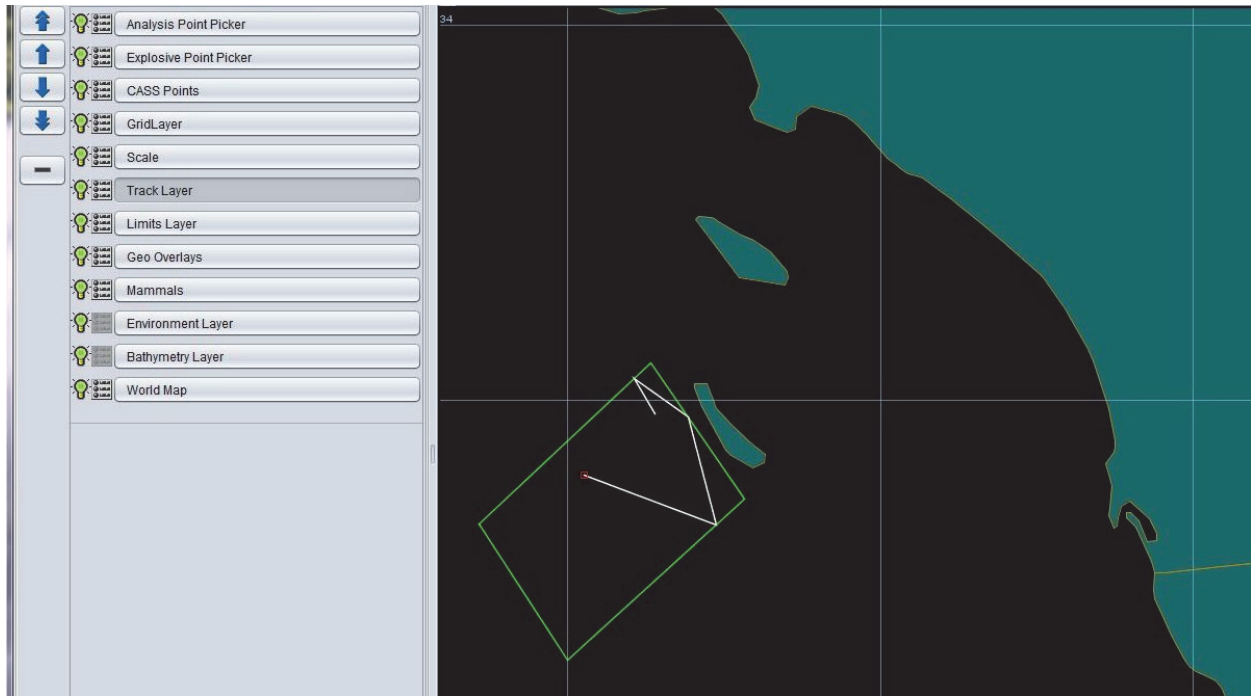 Analysis Point Picker
Explosive Point Picker
CASS Points
GridLayer
Scale
Track Layer
Limits Layer
Geo Overlays
Mammals
Environment Layer
Bathymetry Layer
World Map
34